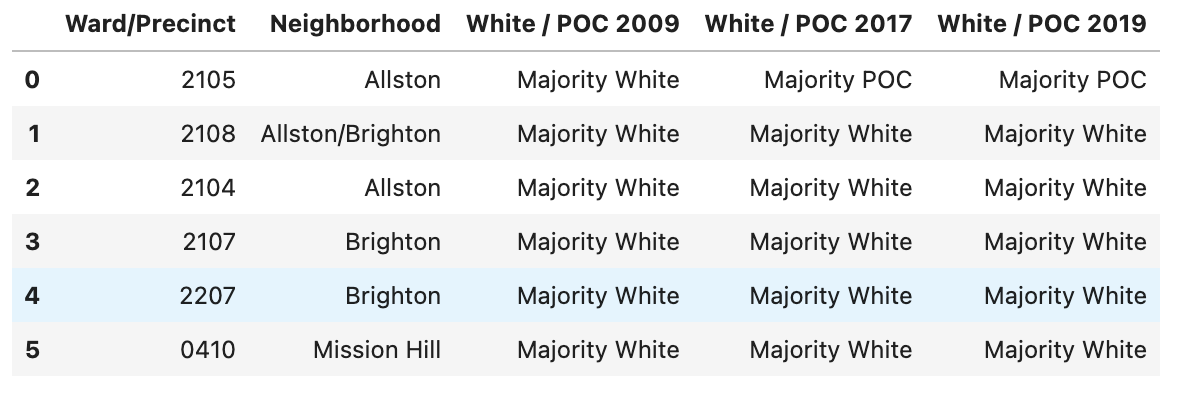 Ward/Precinct Neighborhood White / POC 2009 White / POC 2017 White / POC 2019
0 2105 Allston Majority White Majority POC Majority POC
1 2108 Allston/Brighton Majority White Majority White Majority White
2 2104 Allston Majority White Majority White Majority White
3 2107 Brighton Majority White Majority White Majority White
4 2207 Brighton Majority White Majority White Majority White
5 0410 Mission Hill Majority White Majority White Majority White